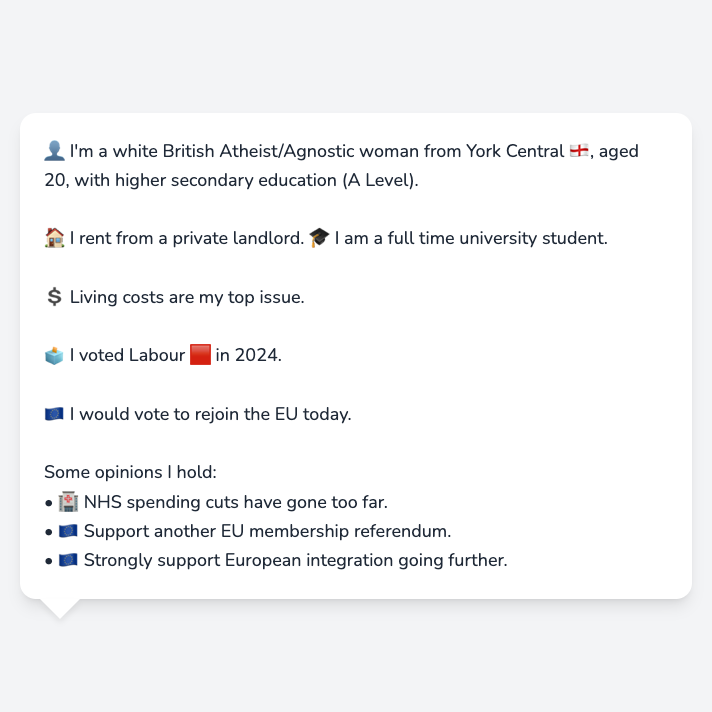 👤 I'm a white British Atheist/Agnostic woman from York Central 🏴󠁧󠁢󠁥󠁮󠁧󠁿, aged
20, with higher secondary education (A Level).
🏠 I rent from a private landlord. 🎓 I am a full time university student.
💲 Living costs are my top issue.
🗳️ I voted Labour 🟥 in 2024.
🇪🇺 I would vote to rejoin the EU today.
Some opinions I hold:
• 🏥 NHS spending cuts have gone too far.
• 🇪🇺 Support another EU membership referendum.
• 🇪🇺 Strongly support European integration going further.